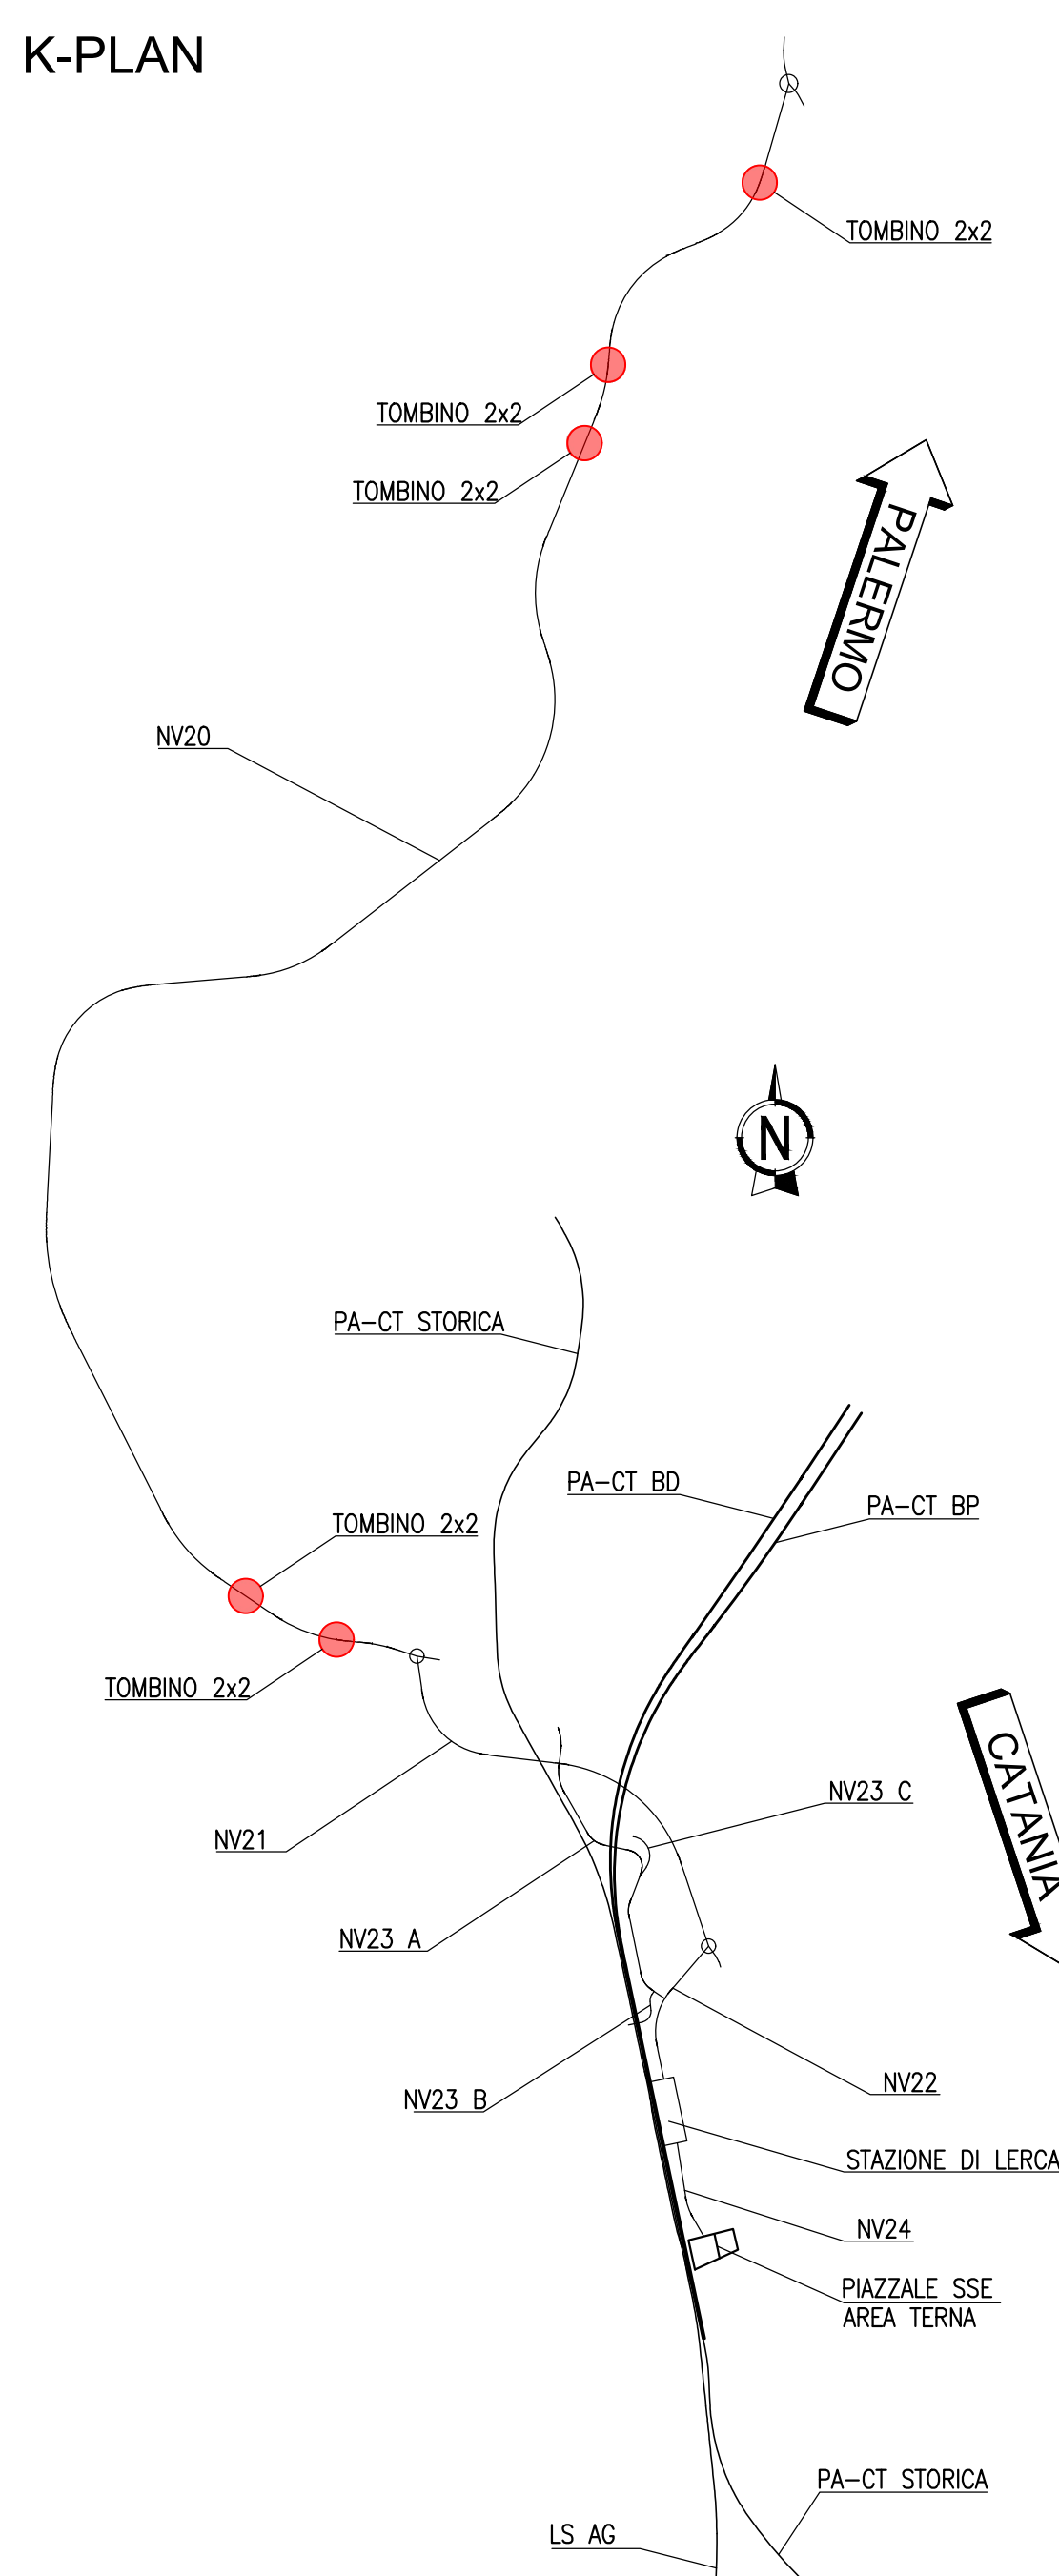 K-PLAN
TOMBINO 2x2
TOMBINO 2x2
TOMBINO 2x2
PALERMO
NV20
N
PA-CT STORICA
PA-CT BD
PA-CT BP
TOMBINO 2x2
TOMBINO 2x2
CATANIA
NV23 C
NV21
NV23 A
NV22
NV23 B
STAZIONE DI LERCA
NV24
PIAZZALE SSE
AREA TERNA
PA-CT STORICA
LS AG